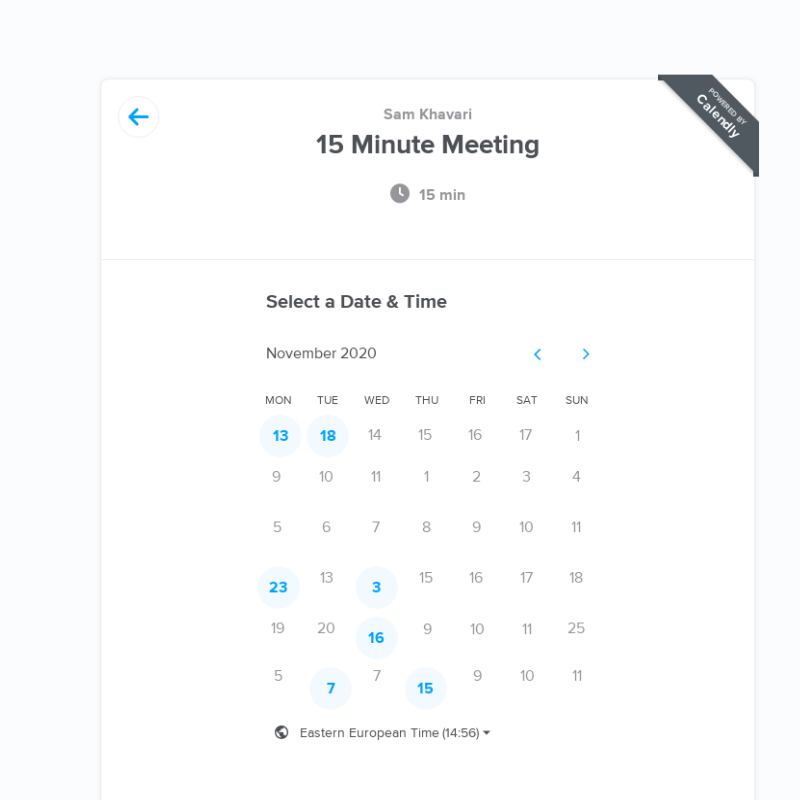 POWERED BY
Calendly
Sam Khavari
15 Minute Meeting
15 min
Select a Date & Time
November 2020
MON TUE WED THU FRI SAT SUN
13 18 14 15 16 17 1
9 10 11 1 2 3 4
5 6 7 8 9 10 11
23 13 3 15 16 17 18
19 20 16 9 10 11 25
5 7 7 15 9 10 11
Eastern European Time (14:56)